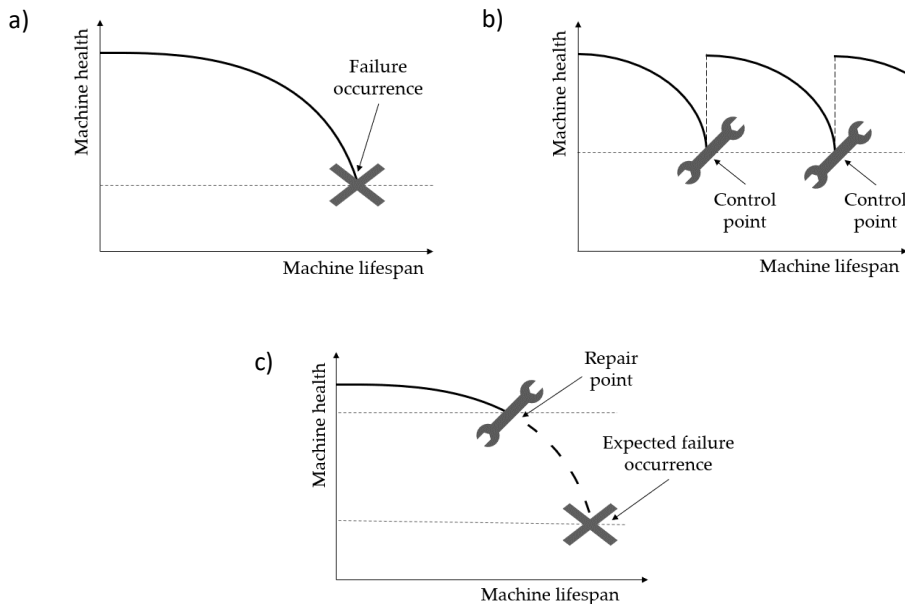 a)
Machine health
Failure
occurrence
Machine lifespan
b)
Machine health
Control
point
Control
point
Machine lifespan
c)
Machine health
Repair
point
Expected failure
occurrence
Machine lifespan